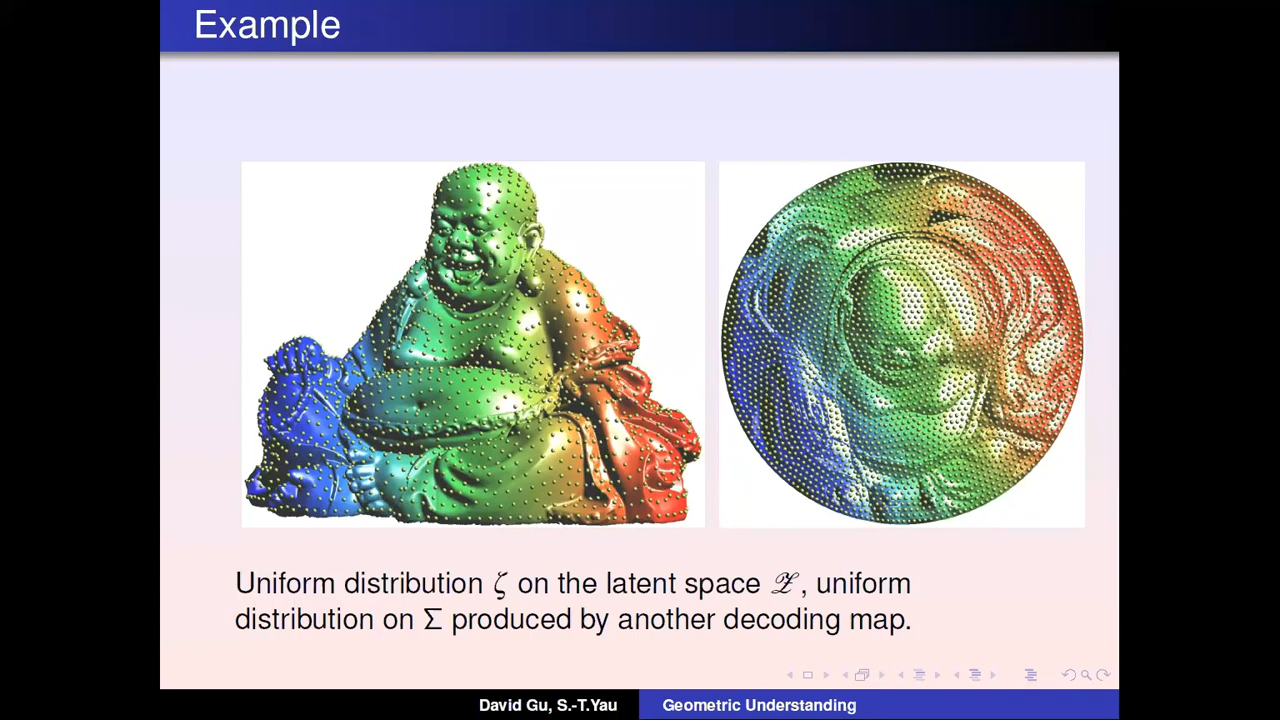 Example
Uniform distribution ζ on the latent space 𝒵, uniform
distribution on Σ produced by another decoding map.
David Gu, S.-T.Yau
Geometric Understanding